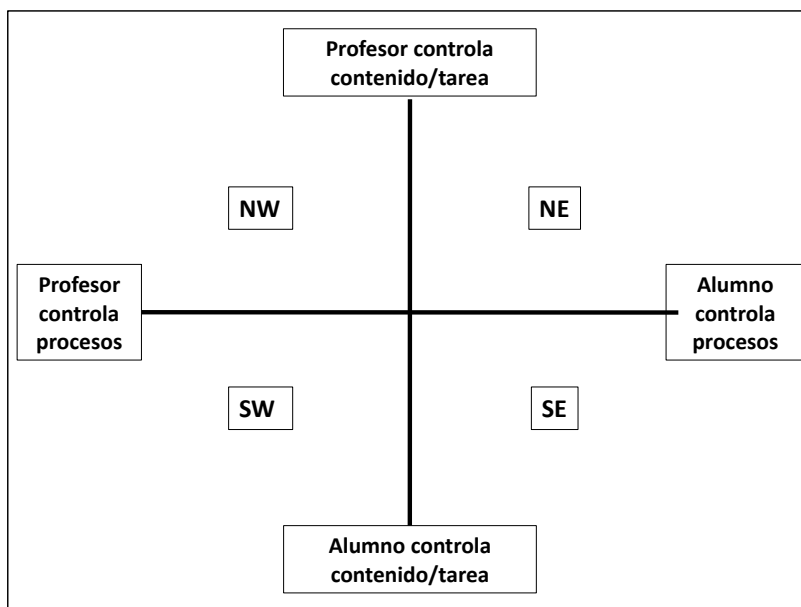 Profesor controla
contenido/tarea
NW
NE
Profesor
controla
procesos
Alumno
controla
procesos
SW
SE
Alumno controla
contenido/tarea